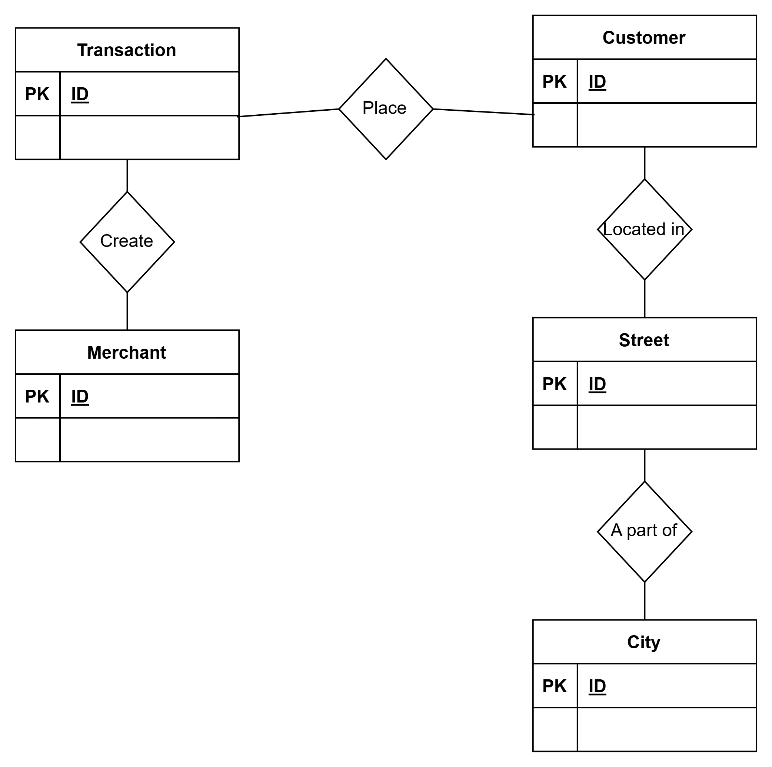 Transaction
PK ID
Place
Customer
PK ID
Create
Located in
Merchant
PK ID
Street
PK ID
A part of
City
PK ID